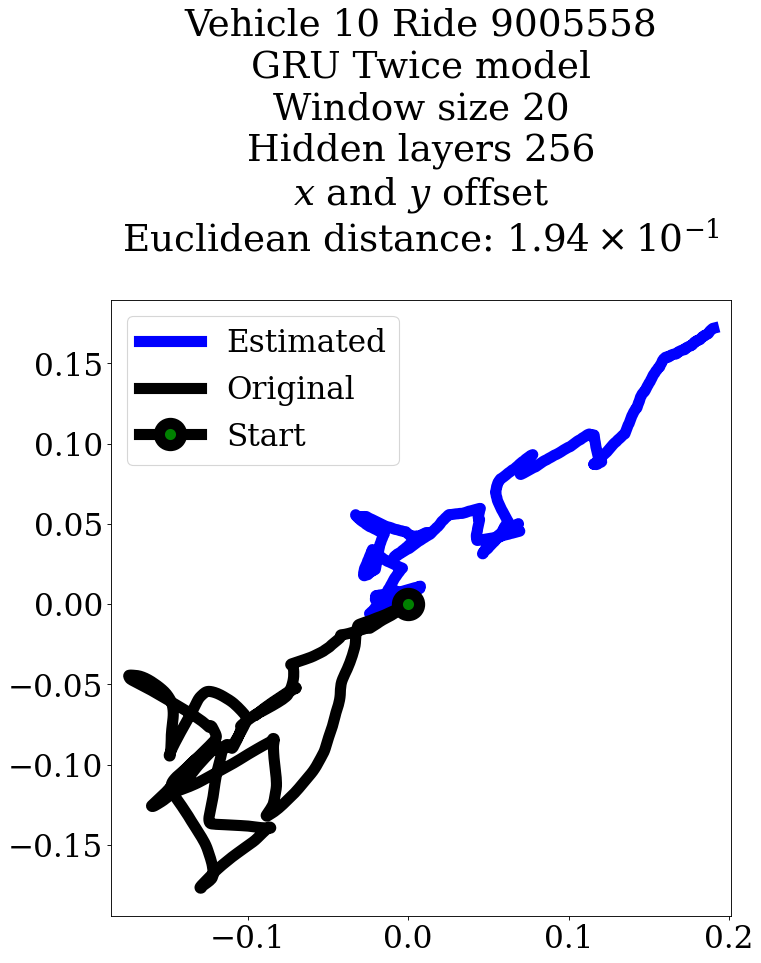 Vehicle 10 Ride 9005558
GRU Twice model
Window size 20
Hidden layers 256
x and y offset
Euclidean distance: 1.94 × 10⁻¹
Estimated
Original
Start
0.15
0.10
0.05
0.00
−0.05
−0.10
−0.15
−0.1 0.0 0.1 0.2